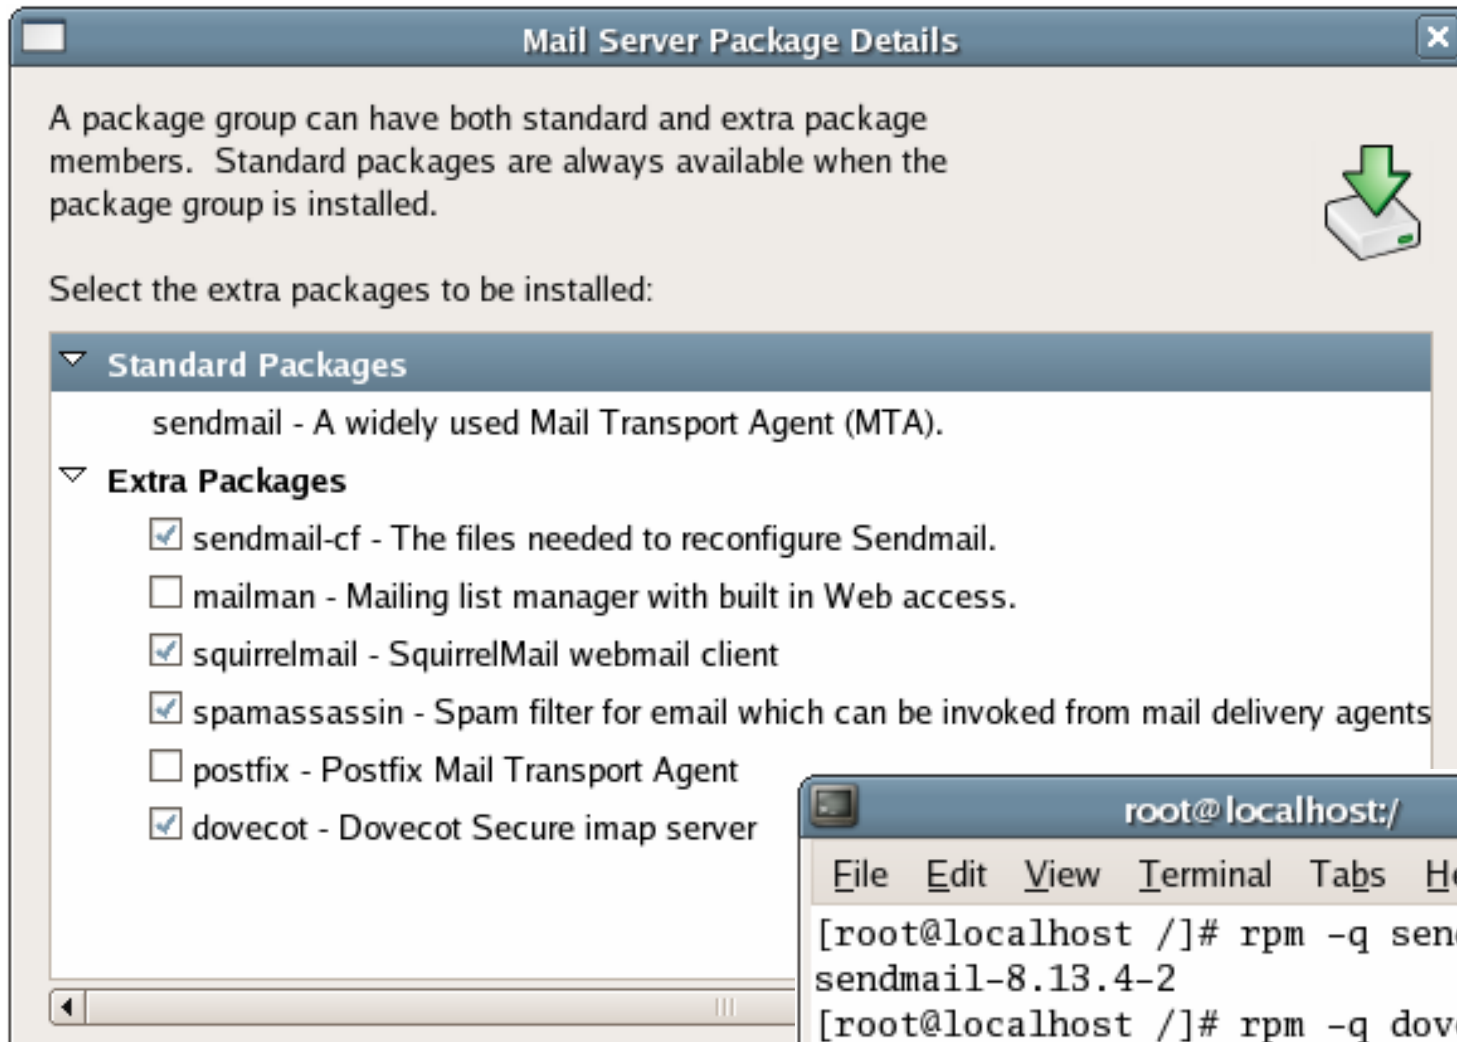 Mail Server Package Details
A package group can have both standard and extra package
members.  Standard packages are always available when the
package group is installed.
Select the extra packages to be installed:
Standard Packages
sendmail - A widely used Mail Transport Agent (MTA).
Extra Packages
sendmail-cf - The files needed to reconfigure Sendmail.
mailman - Mailing list manager with built in Web access.
squirrelmail - SquirrelMail webmail client
spamassassin - Spam filter for email which can be invoked from mail delivery agents
postfix - Postfix Mail Transport Agent
dovecot - Dovecot Secure imap server
root@localhost:/
File Edit View Terminal Tabs
[root@localhost /]# rpm -q
sendmail-8.13.4-2
[root@localhost /]# rpm -q